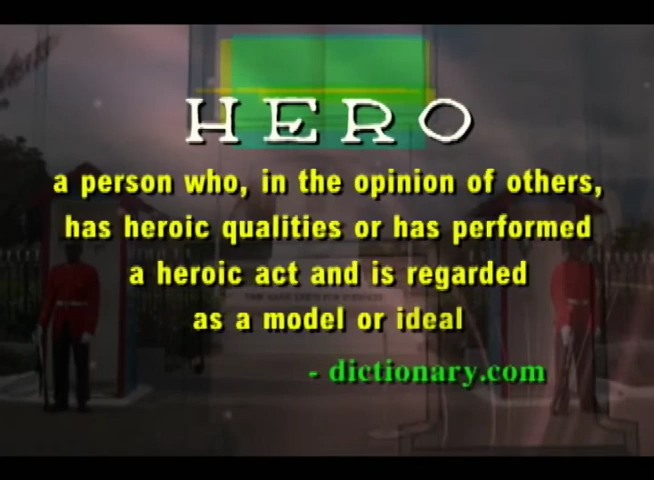 HERO
a person who, in the opinion of others,
has heroic qualities or has performed
a heroic act and is regarded
as a model or ideal
- dictionary.com